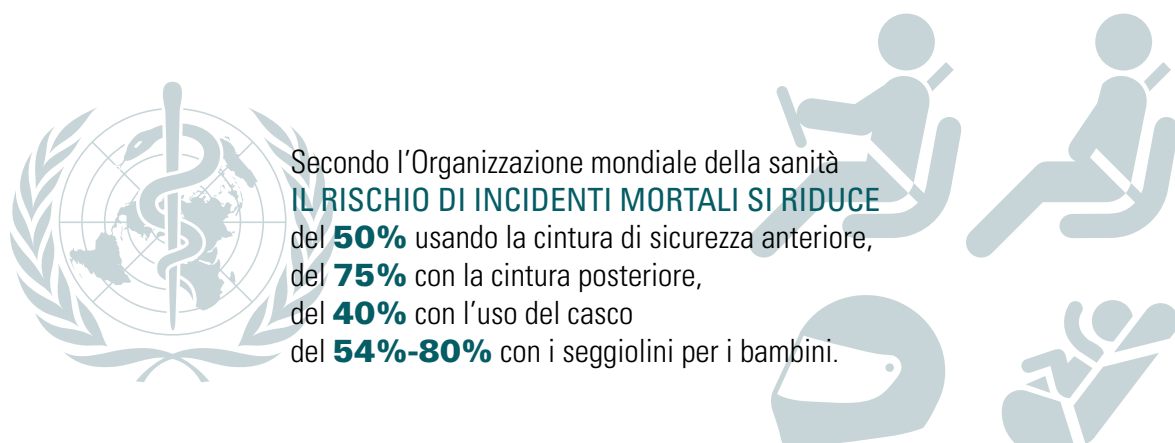 Secondo l’Organizzazione mondiale della sanità
IL RISCHIO DI INCIDENTI MORTALI SI RIDUCE
del 50% usando la cintura di sicurezza anteriore,
del 75% con la cintura posteriore,
del 40% con l’uso del casco
del 54%-80% con i seggiolini per i bambini.